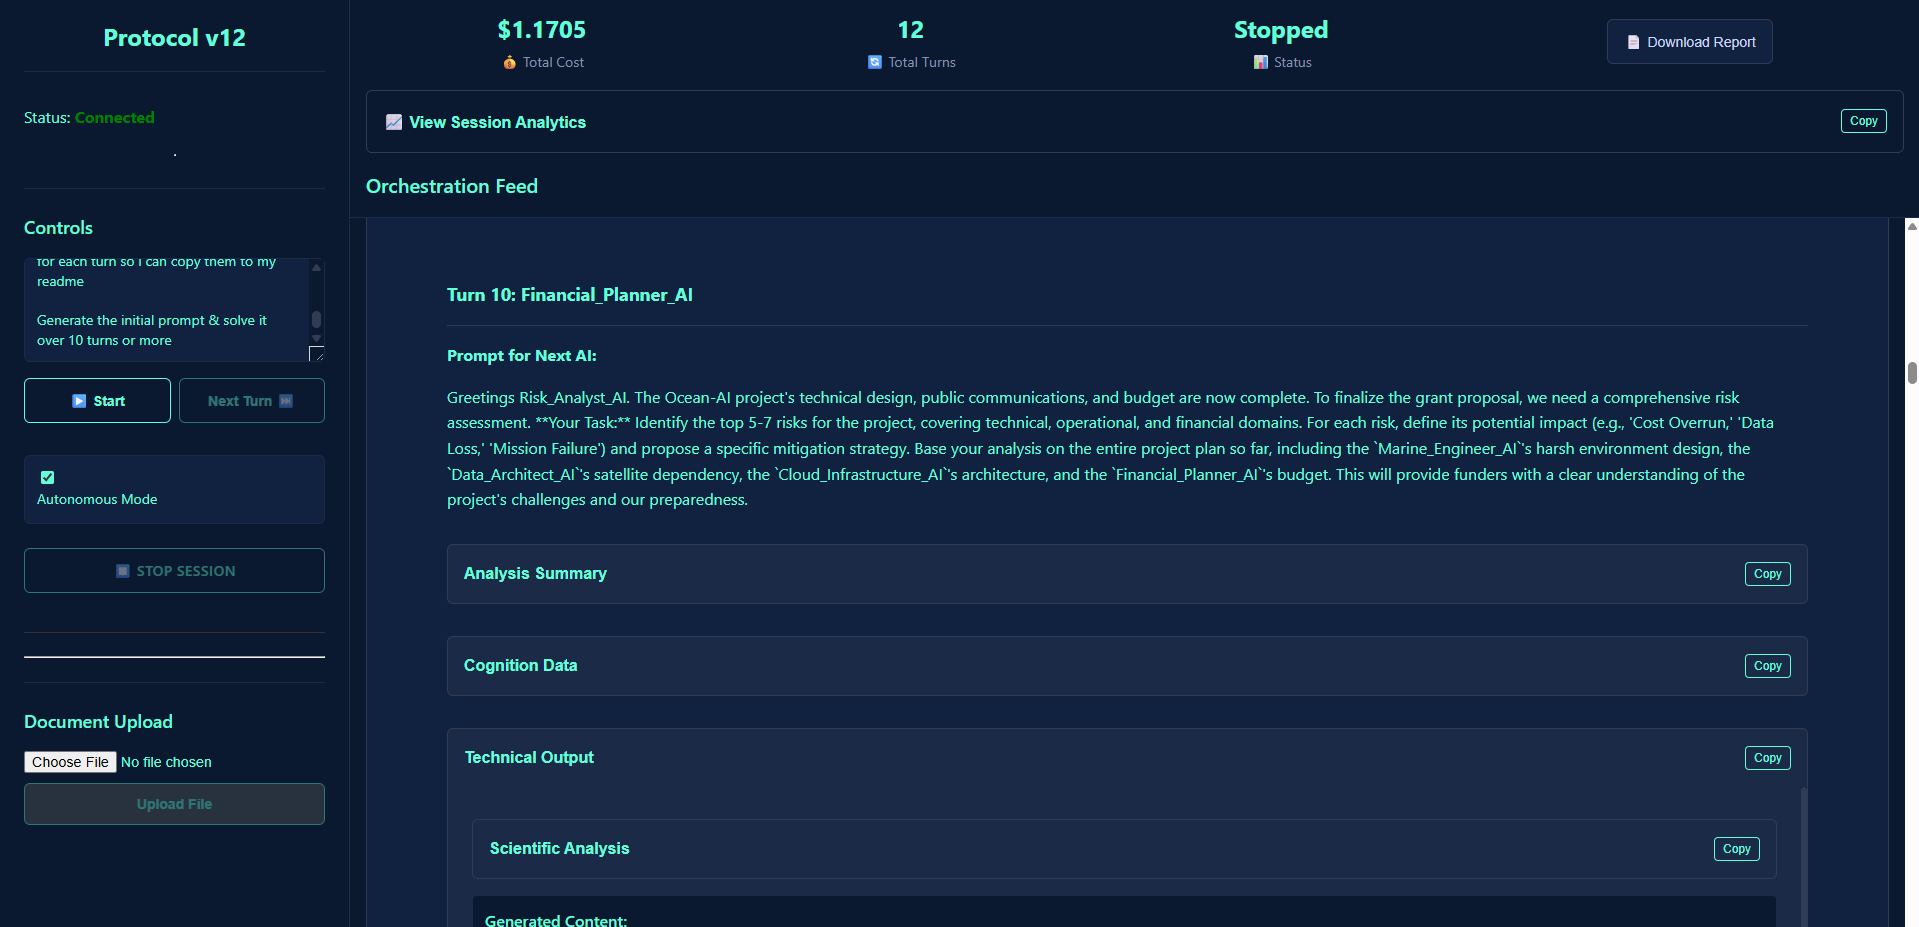 Protocol v12
Status: Connected
.
Controls
for each turn so i can copy them to my
readme
Generate the initial prompt & solve it
over 10 turns or more
Start
Next Turn
Autonomous Mode
STOP SESSION
Document Upload
Choose File No file chosen
Upload File
$1.1705
Total Cost
12
Total Turns
Stopped
Status
Download Report
View Session Analytics
Copy
Orchestration Feed
Turn 10: Financial_Planner_AI
Prompt for Next AI:
Greetings Risk_Analyst_AI. The Ocean-AI project's technical design, public communications, and budget are now complete. To finalize the grant proposal, we need a comprehensive risk
assessment. **Your Task:** Identify the top 5-7 risks for the project, covering technical, operational, and financial domains. For each risk, define its potential impact (e.g., 'Cost Overrun,' 'Data
Loss,' 'Mission Failure') and propose a specific mitigation strategy. Base your analysis on the entire project plan so far, including the `Marine_Engineer_AI`'s harsh environment design, the
`Data_Architect_AI`'s satellite dependency, the `Cloud_Infrastructure_AI`'s architecture, and the `Financial_Planner_AI`'s budget. This will provide funders with a clear understanding of the
project's challenges and our preparedness.
Analysis Summary
Copy
Cognition Data
Copy
Technical Output
Copy
Scientific Analysis
Copy
Generated Content: